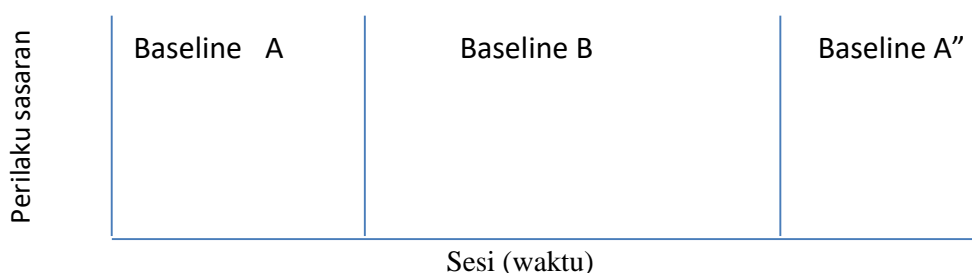 Perilaku sasaran
Baseline A
Baseline B
Baseline A”
Sesi (waktu)